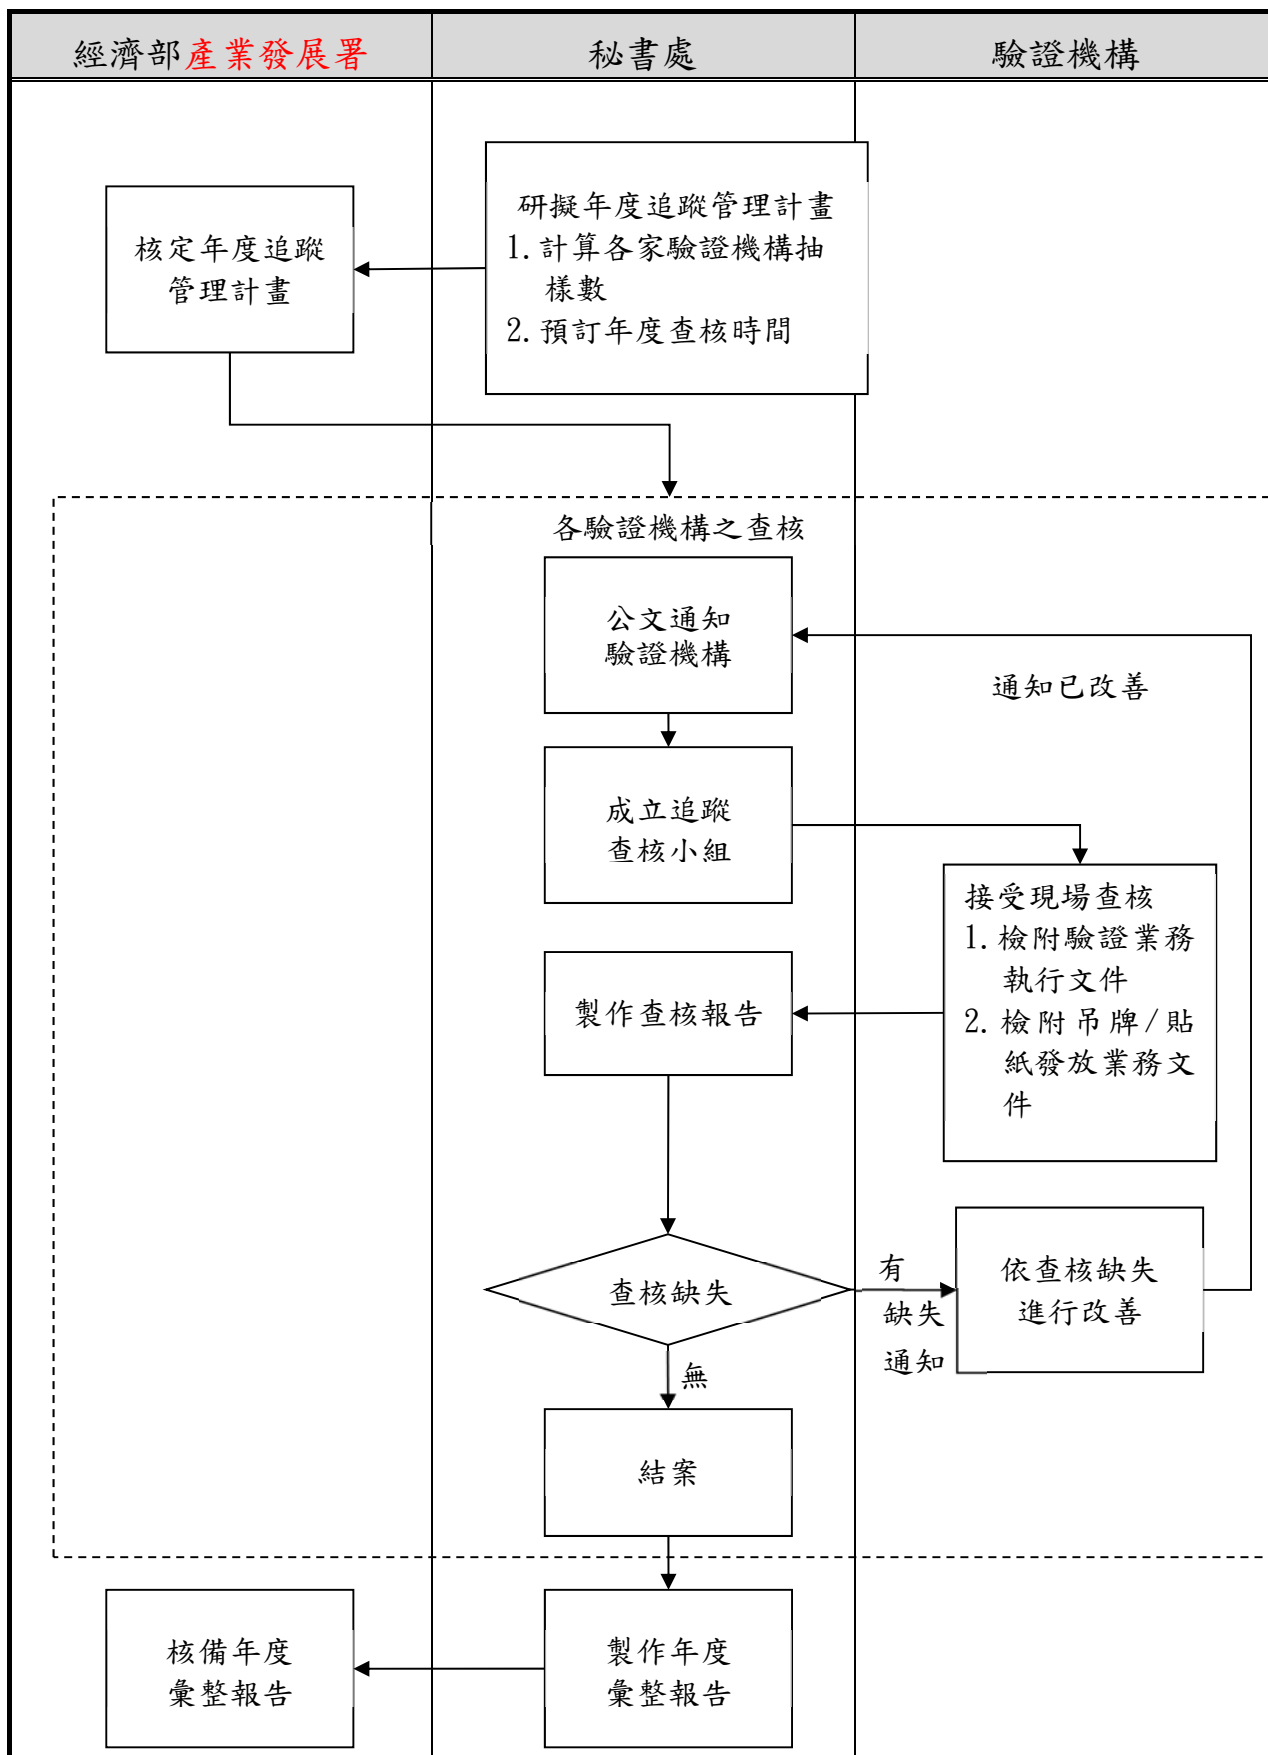 經濟部產業發展署
秘書處
驗證機構
研擬年度追蹤管理計畫
1.計算各家驗證機構抽
樣數
2.預訂年度查核時間
核定年度追蹤
管理計畫
各驗證機構之查核
公文通知
驗證機構
通知已改善
成立追蹤
查核小組
接受現場查核
1.檢附驗證業務
執行文件
2.檢附吊牌/貼
紙發放業務文
件
製作查核報告
查核缺失
有
缺失
通知
依查核缺失
進行改善
無
結案
製作年度
彙整報告
核備年度
彙整報告